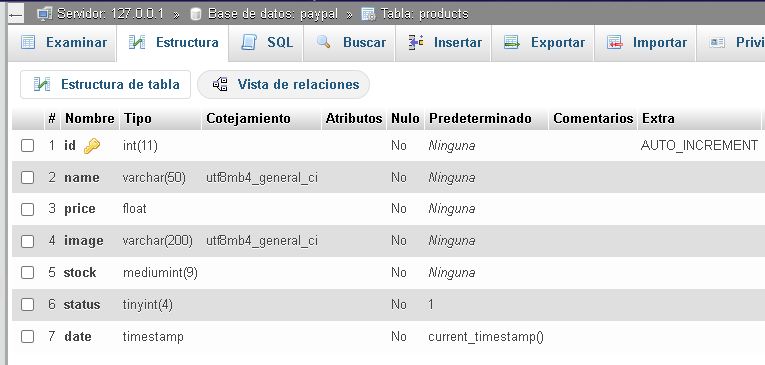 Servidor: 127.0.0.1 » Base de datos: paypal » Tabla: products
Examinar Estructura SQL Buscar Insertar Exportar Importar Privi
Estructura de tabla Vista de relaciones
# Nombre Tipo Cotejamiento Atributos Nulo Predeterminado Comentarios Extra
1 id int(11) No Ninguna AUTO_INCREMENT
2 name varchar(50) utf8mb4_general_ci No Ninguna
3 price float No Ninguna
4 image varchar(200) utf8mb4_general_ci No Ninguna
5 stock mediumint(9) No Ninguna
6 status tinyint(4) No 1
7 date timestamp No current_timestamp()